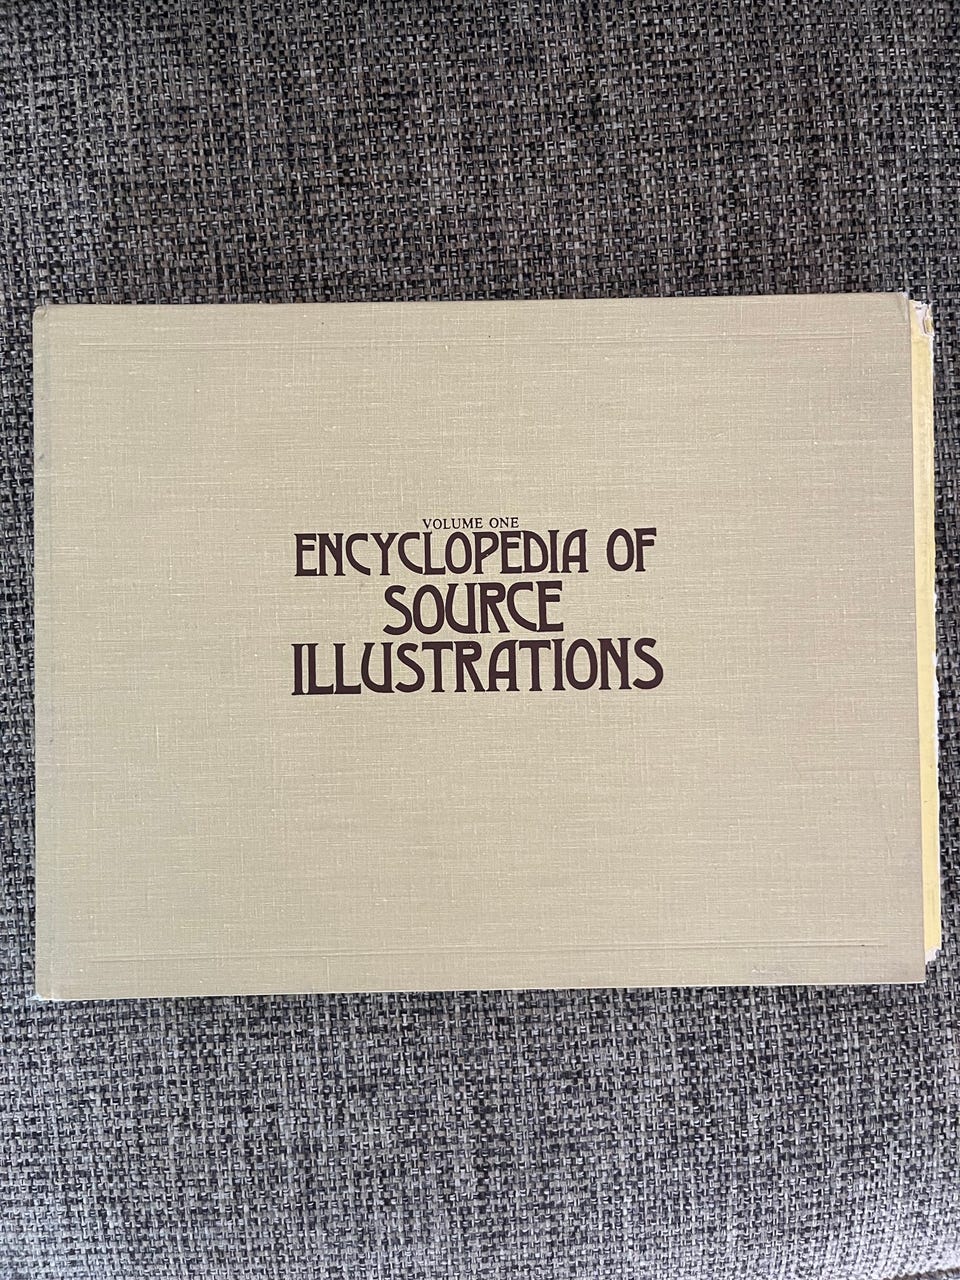 VOLUME ONE
ENCYCLOPEDIA OF
SOURCE
ILLUSTRATIONS